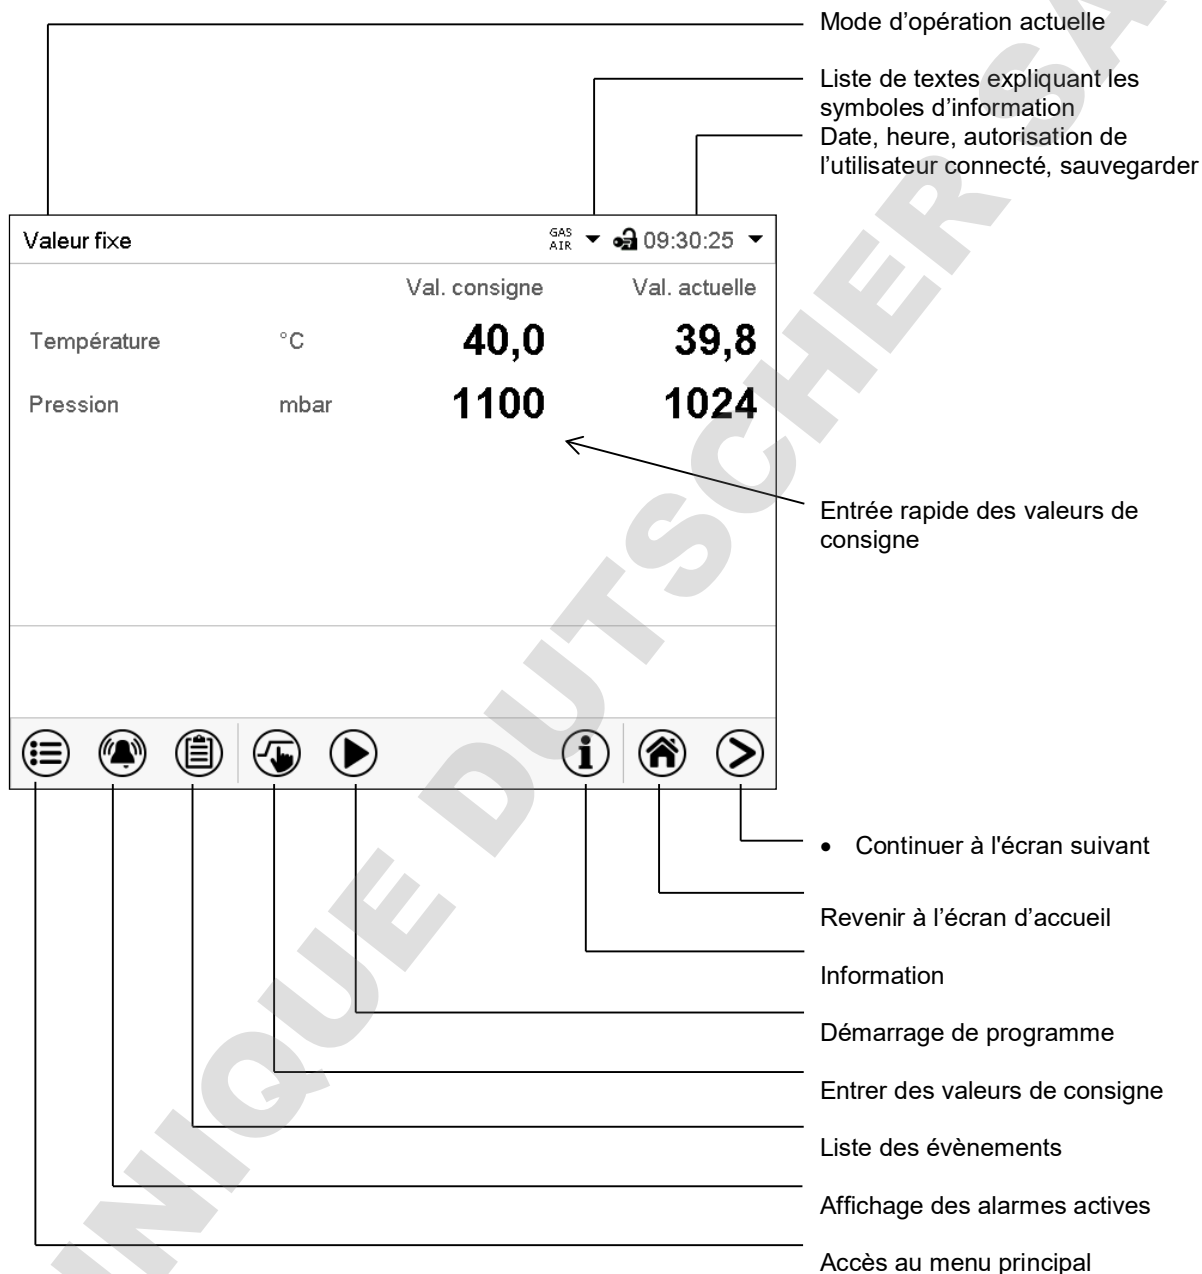 Mode d’opération actuelle
Liste de textes expliquant les
symboles d’information
Date, heure, autorisation de
l’utilisateur connecté, sauvegarder
Valeur fixe
GAS
AIR
09:30:25
Val. consigne Val. actuelle
Température °C 40,0 39,8
Pression mbar 1100 1024
Entrée rapide des valeurs de
consigne
• Continuer à l'écran suivant
Revenir à l’écran d’accueil
Information
Démarrage de programme
Entrer des valeurs de consigne
Liste des évènements
Affichage des alarmes actives
Accès au menu principal
NIQUE DUTSCHER SA